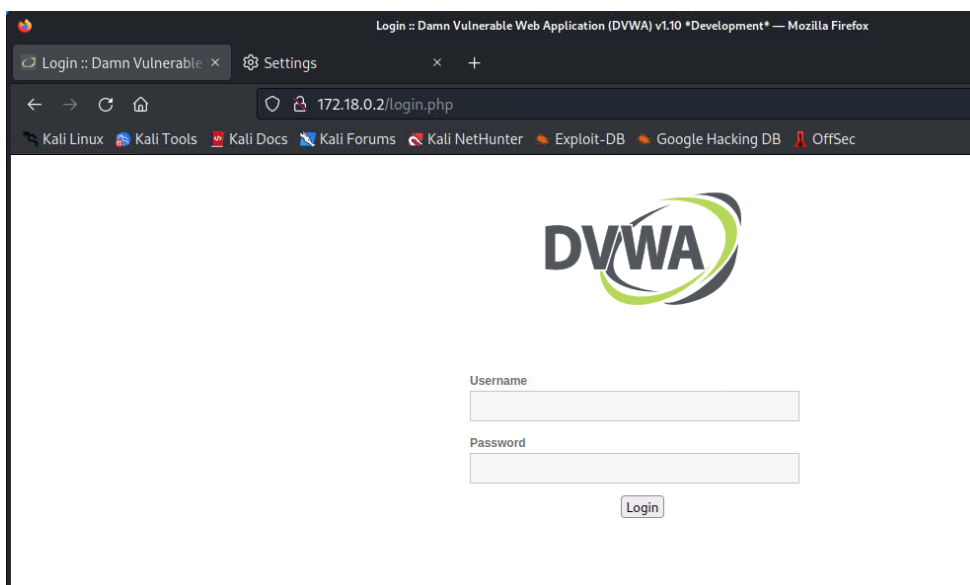 Login :: Damn Vulnerable Web Application (DVWA) v1.10 *Development* — Mozilla Firefox
Login :: Damn Vulnerable × Settings × +
172.18.0.2/login.php
Kali Linux Kali Tools Kali Docs Kali Forums Kali NetHunter Exploit-DB Google Hacking DB OffSec
DVWA
Username
Password
Login